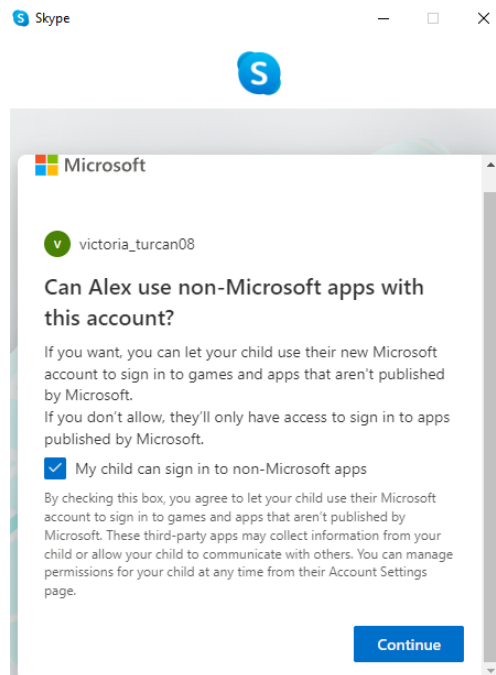 Skype
S
Microsoft
V victoria_turcan08
Can Alex use non-Microsoft apps with
this account?
If you want, you can let your child use their new Microsoft
account to sign in to games and apps that aren't published
by Microsoft.
If you don't allow, they'll only have access to sign in to apps
published by Microsoft.
My child can sign in to non-Microsoft apps
By checking this box, you agree to let your child use their Microsoft
account to sign in to games and apps that aren't published by
Microsoft. These third-party apps may collect information from your
child or allow your child to communicate with others. You can manage
permissions for your child at any time from their Account Settings
page.
Continue